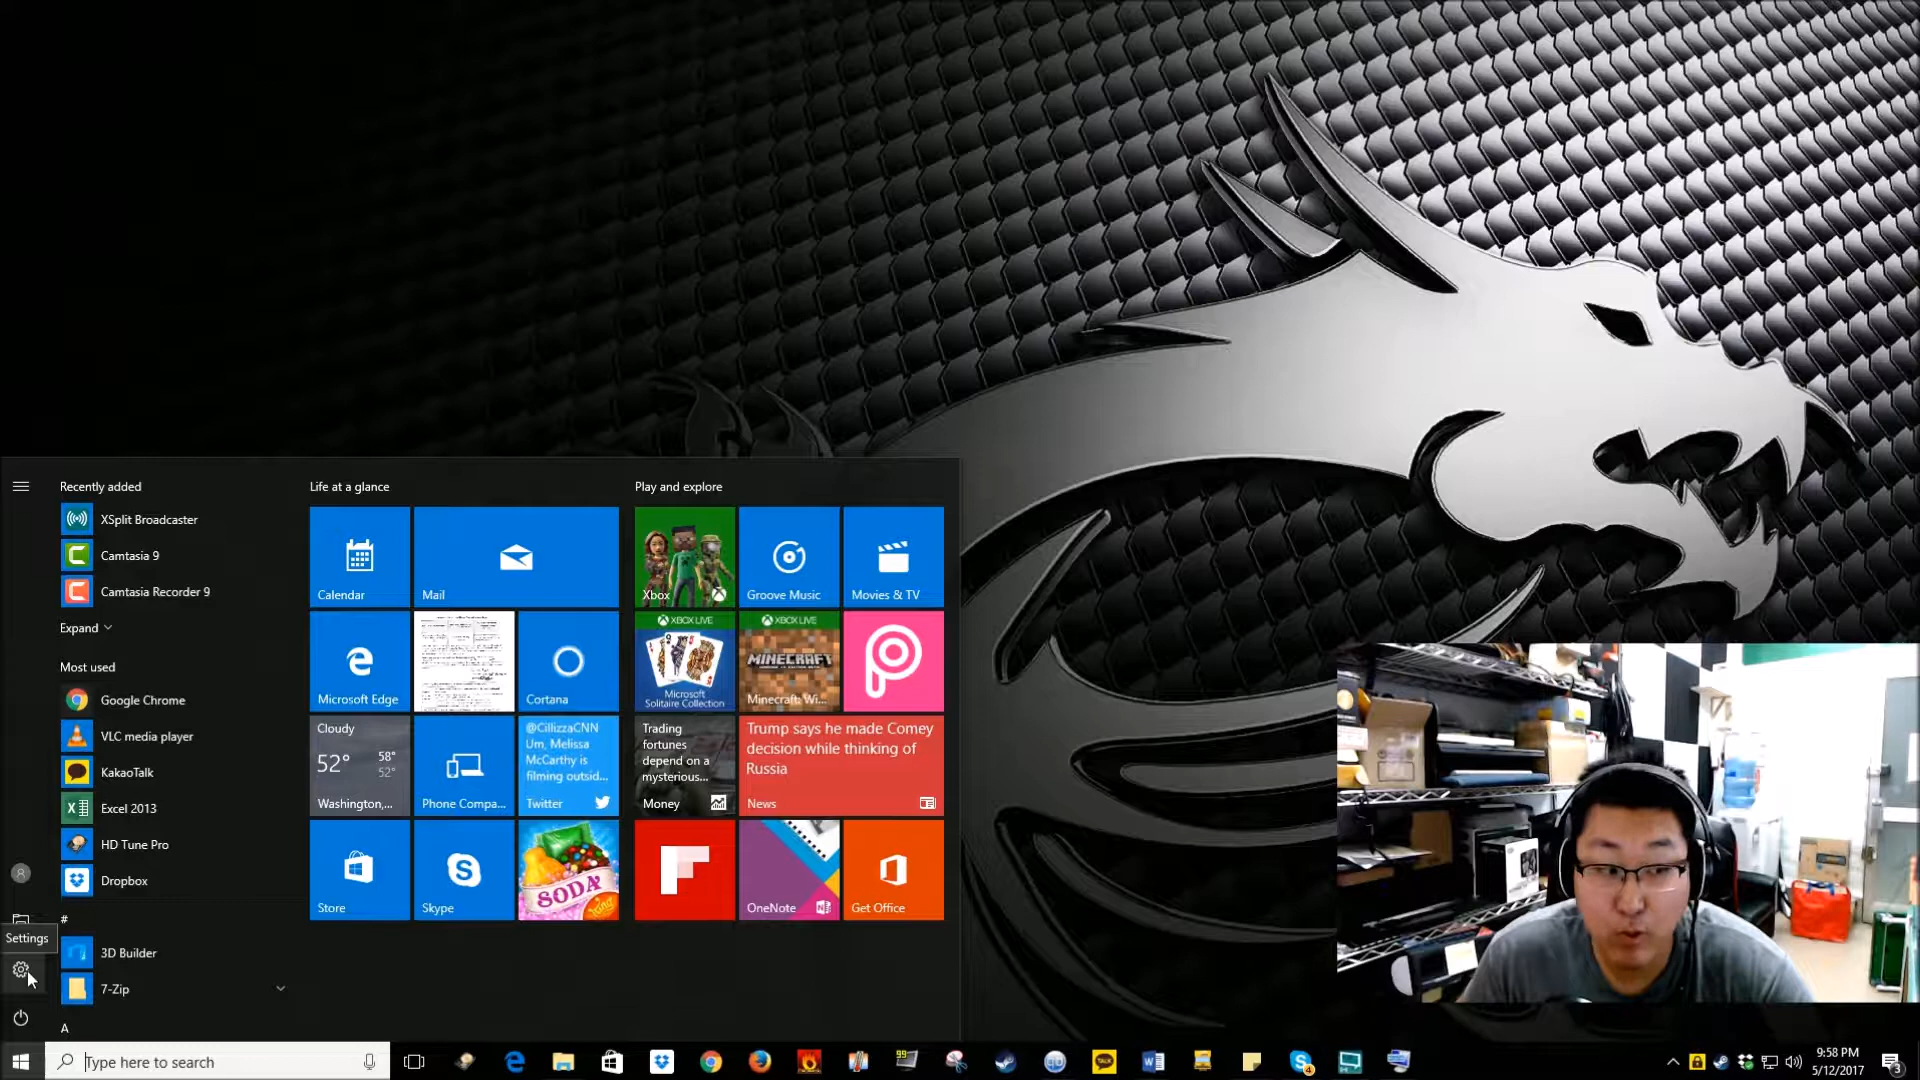 Recently added
XSplit Broadcaster
Camtasia 9
Camtasia Recorder 9
Expand
Most used
Google Chrome
VLC media player
KakaoTalk
Excel 2013
HD Tune Pro
Dropbox
#
Settings
3D Builder
7-Zip
A
Life at a glance
Calendar
Mail
Microsoft Edge
Cortana
Cloudy
52° 58°
52°
Washington,...
Phone Compa...
@CillizzaCNN
Um, Melissa
McCarthy is
filming outsid...
Twitter
Store
Skype
SODA
King
Play and explore
Xbox
Groove Music
Movies & TV
XBOX LIVE
Microsoft
Solitaire Collection
XBOX LIVE
MINECRAFT
Minecraft: Wi...
Trading
fortunes
depend on a
mysterious...
Money
Trump says he made Comey
decision while thinking of
Russia
News
OneNote
Get Office
Type here to search
99
TALK
4
9:58 PM
5/12/2017
3